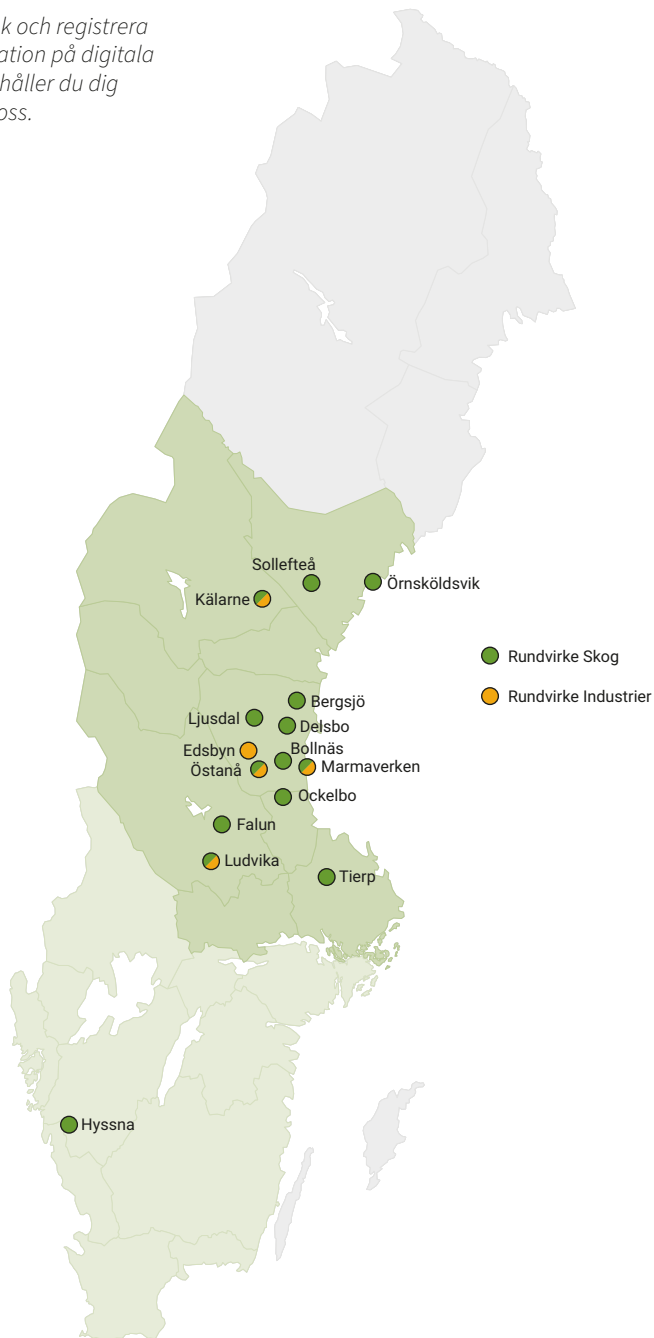 k och registrera
ation på digitala
håller du dig
oss.
Sollefteå
Örnsköldsvik
Kälarne
Rundvirke Skog
Rundvirke Industrier
Bergsjö
Ljusdal
Delsbo
Edsbyn
Bollnäs
Östanå
Marmaverken
Ockelbo
Falun
Ludvika
Tierp
Hyssna